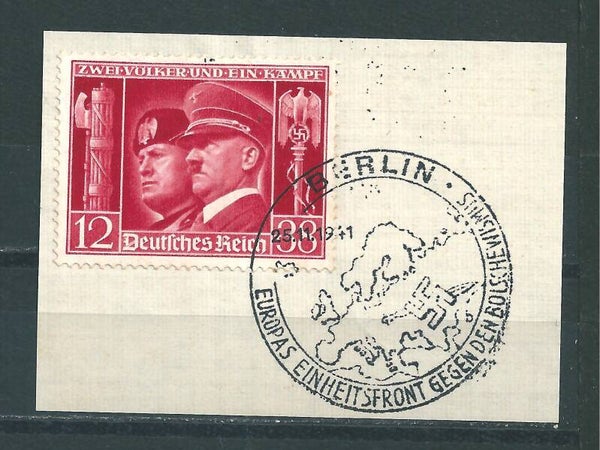 ZWEI·VÖLKER·UND·EIN·KAMPF
12 Deutsches Reich 38
BERLIN
25.11.1941
EUROPAS EINHEITSFRONT GEGEN DEN BOLSCHEWISMUS